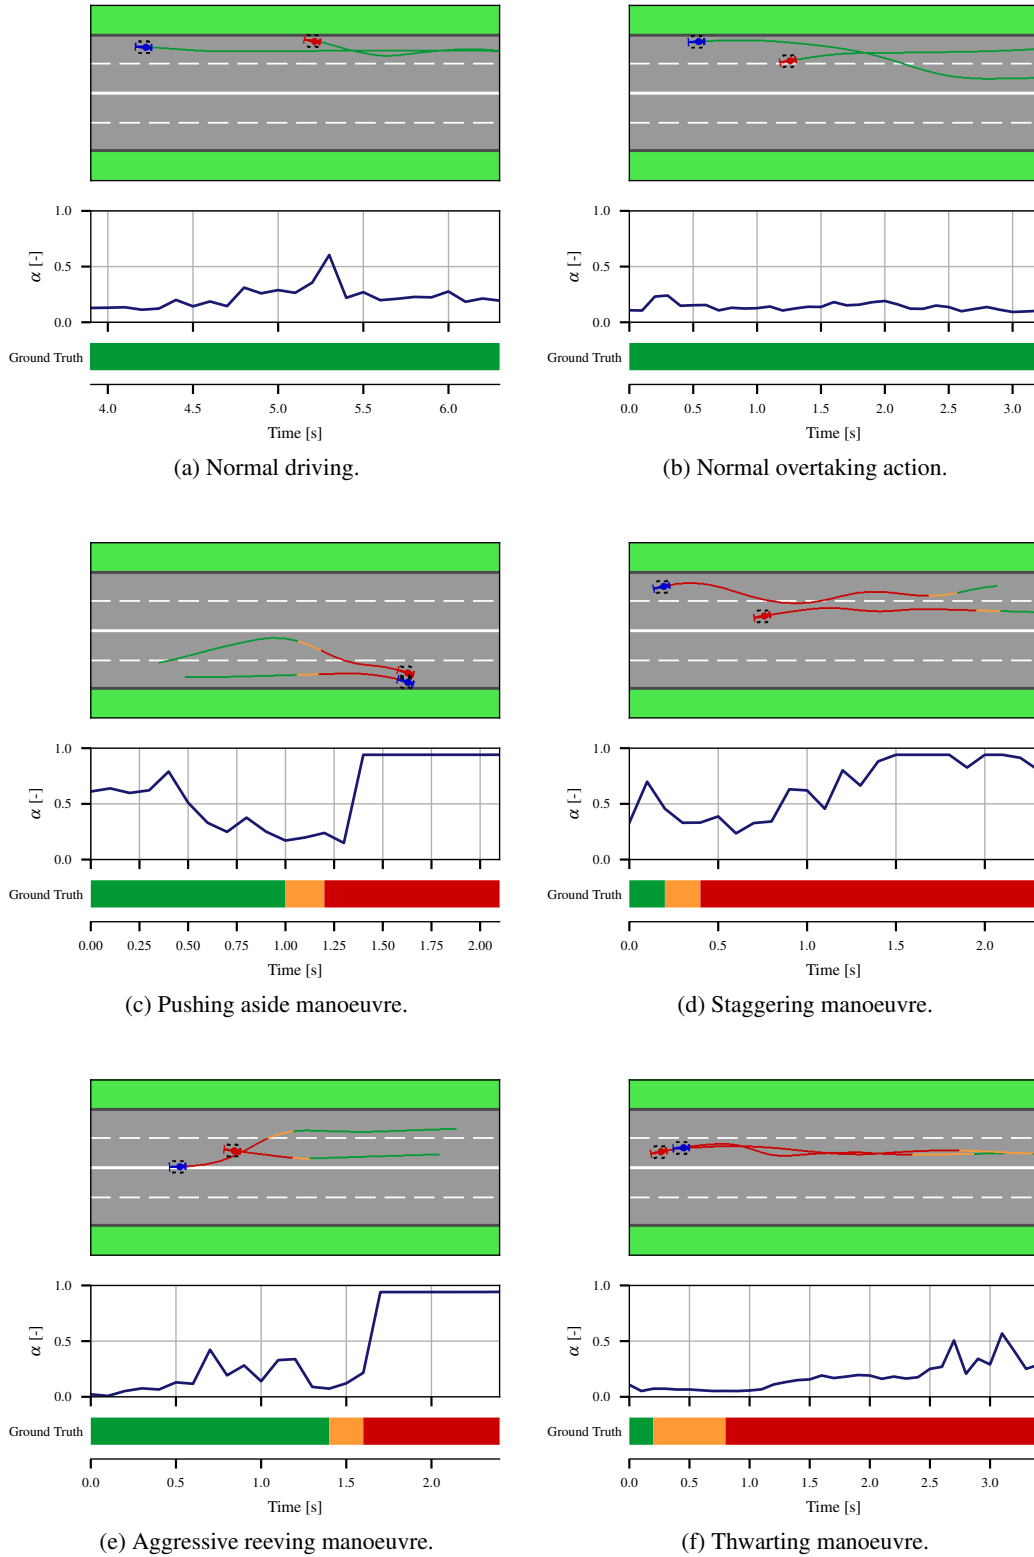 1.0 1.0
α [-] 0.5 α [-] 0.5
0.0 0.0
Ground Truth Ground Truth
4.0 4.5 5.0 5.5 6.0 0.0 0.5 1.0 1.5 2.0 2.5 3.0
Time [s] Time [s]
(a) Normal driving. (b) Normal overtaking action.
1.0 1.0
α [-] 0.5 α [-] 0.5
0.0 0.0
Ground Truth Ground Truth
0.00 0.25 0.50 0.75 1.00 1.25 1.50 1.75 2.00 0.0 0.5 1.0 1.5 2.0
Time [s] Time [s]
(c) Pushing aside manoeuvre. (d) Staggering manoeuvre.
1.0 1.0
α [-] 0.5 α [-] 0.5
0.0 0.0
Ground Truth Ground Truth
0.0 0.5 1.0 1.5 2.0 0.0 0.5 1.0 1.5 2.0 2.5 3.0
Time [s] Time [s]
(e) Aggressive reeving manoeuvre. (f) Thwarting manoeuvre.